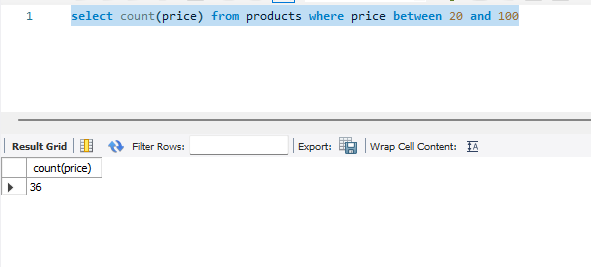 1 select count(price) from products where price between 20 and 100
Result Grid Filter Rows: Export: Wrap Cell Content: IA
count(price)
36